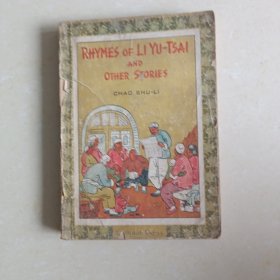 RHYMES OF LI YU-TSAI
AND
OTHER STORIES
CHAO SHU-LI